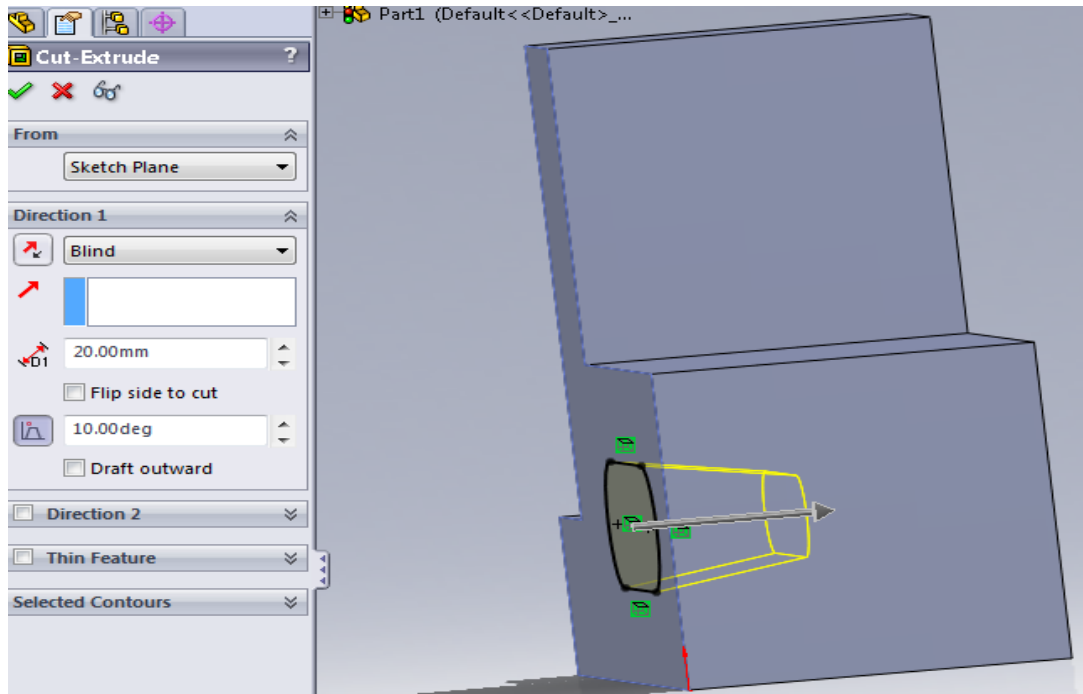 Part1 (Default<<Default>_...
Cut-Extrude ?
From
Sketch Plane
Direction 1
Blind
D1 20.00mm
Flip side to cut
10.00deg
Draft outward
Direction 2
Thin Feature
Selected Contours